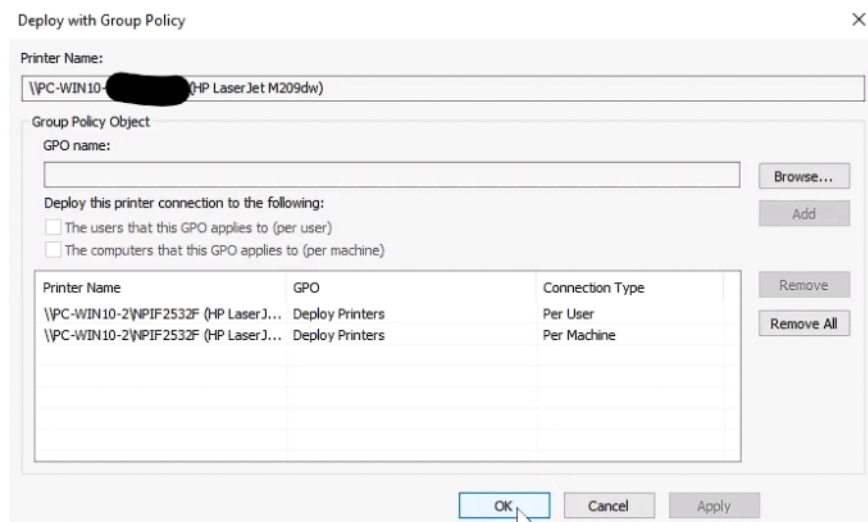 Deploy with Group Policy
Printer Name:
\\PC-WIN10- (HP LaserJet M209dw)
Group Policy Object
GPO name:
Browse...
Deploy this printer connection to the following:
Add
The users that this GPO applies to (per user)
The computers that this GPO applies to (per machine)
Printer Name GPO Connection Type
Remove
\\PC-WIN10-2\NPIF2532F (HP LaserJ... Deploy Printers Per User
Remove All
\\PC-WIN10-2\NPIF2532F (HP LaserJ... Deploy Printers Per Machine
OK Cancel Apply